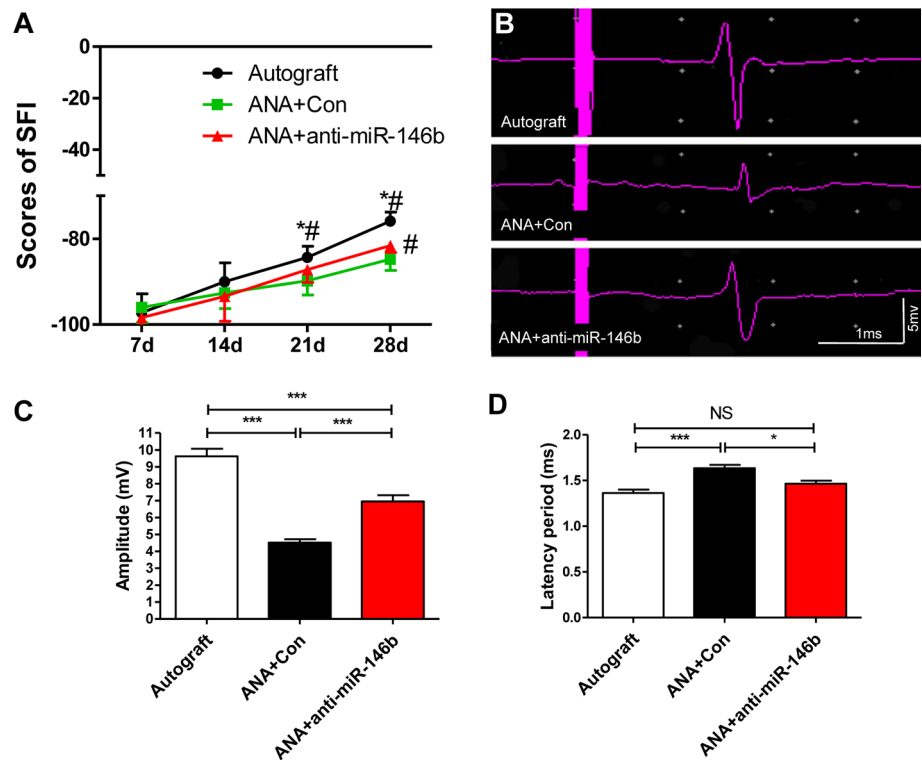 A
Scores of SFI
0
-20
-40
-80
-100
7d 14d 21d 28d
Autograft
ANA+Con
ANA+anti-miR-146b
*#
*#
#
B
Autograft
ANA+Con
ANA+anti-miR-146b
1ms
5mv
C
Amplitude (mV)
11
10
9
8
7
6
5
4
3
2
1
0
***
*** ***
Autograft
ANA+Con
ANA+anti-miR-146b
D
Latency period (ms)
2.0
1.5
1.0
0.5
0.0
NS
*** *
Autograft
ANA+Con
ANA+anti-miR-146b